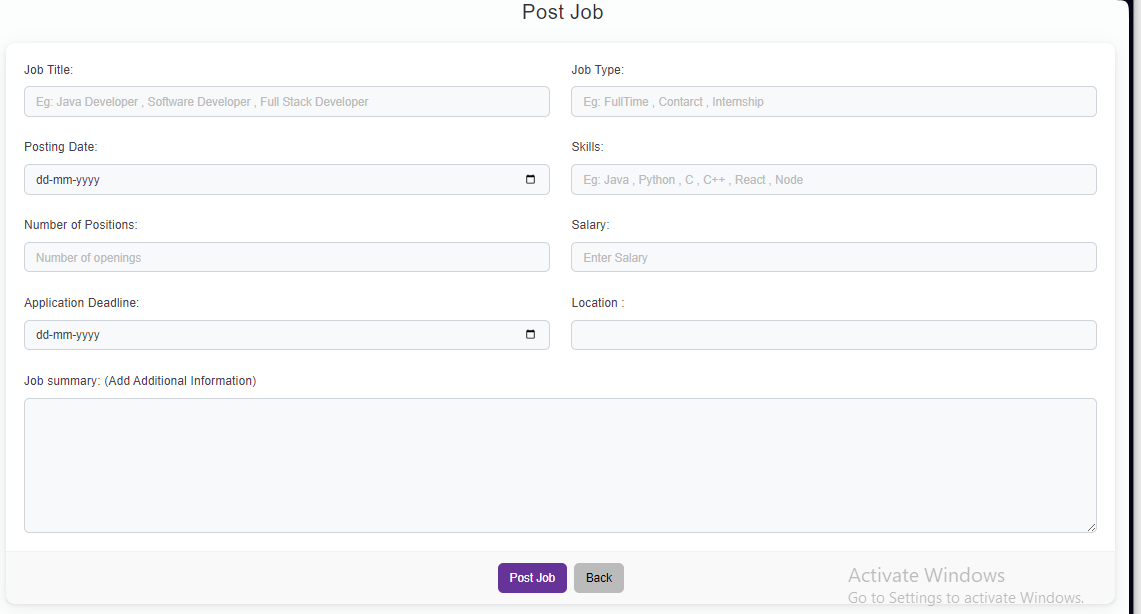 Post Job
Job Title:
Job Type:
Eg: Java Developer , Software Developer , Full Stack Developer
Eg: FullTime , Contarct , Internship
Posting Date:
Skills:
dd-mm-yyyy
Eg: Java , Python , C , C++ , React , Node
Number of Positions:
Salary:
Number of openings
Enter Salary
Application Deadline:
Location :
dd-mm-yyyy
Job summary: (Add Additional Information)
Post Job
Back
Activate Windows
Go to Settings to activate Windows.